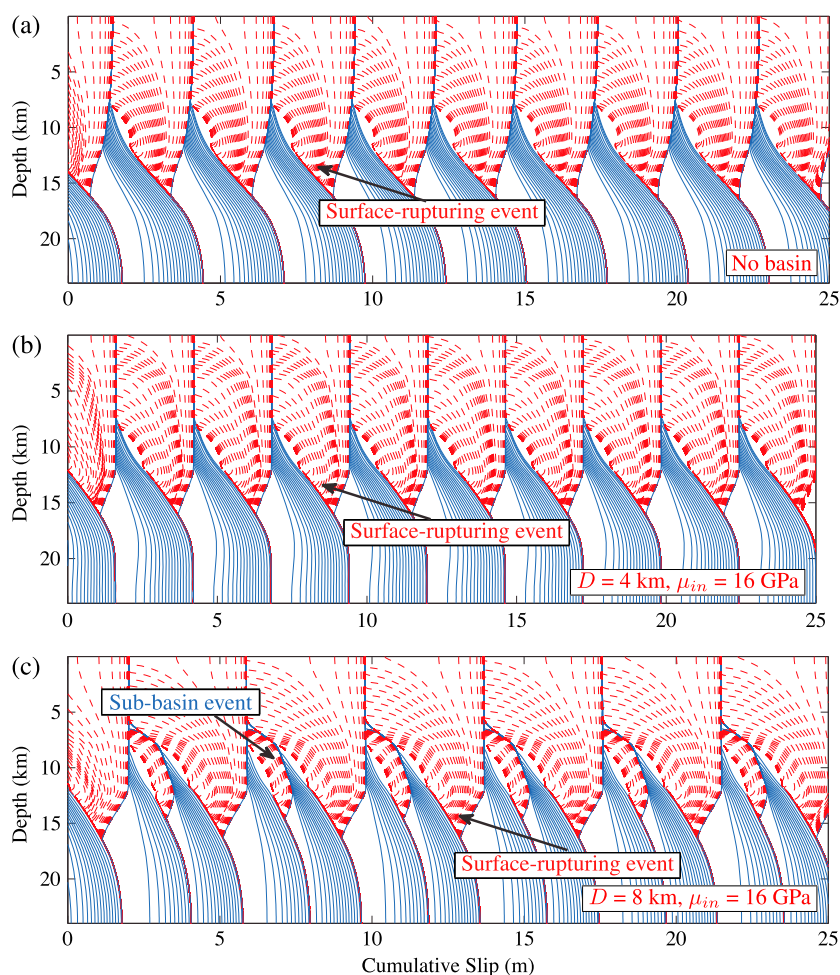 (a)
5
10
15
20
Depth (km)
Surface-rupturing event
No basin
0 5 10 15 20 25
(b)
5
10
15
20
Depth (km)
Surface-rupturing event
D = 4 km, μin = 16 GPa
0 5 10 15 20 25
(c)
Sub-basin event
5
10
15
20
Depth (km)
Surface-rupturing event
D = 8 km, μin = 16 GPa
0 5 10 15 20 25
Cumulative Slip (m)